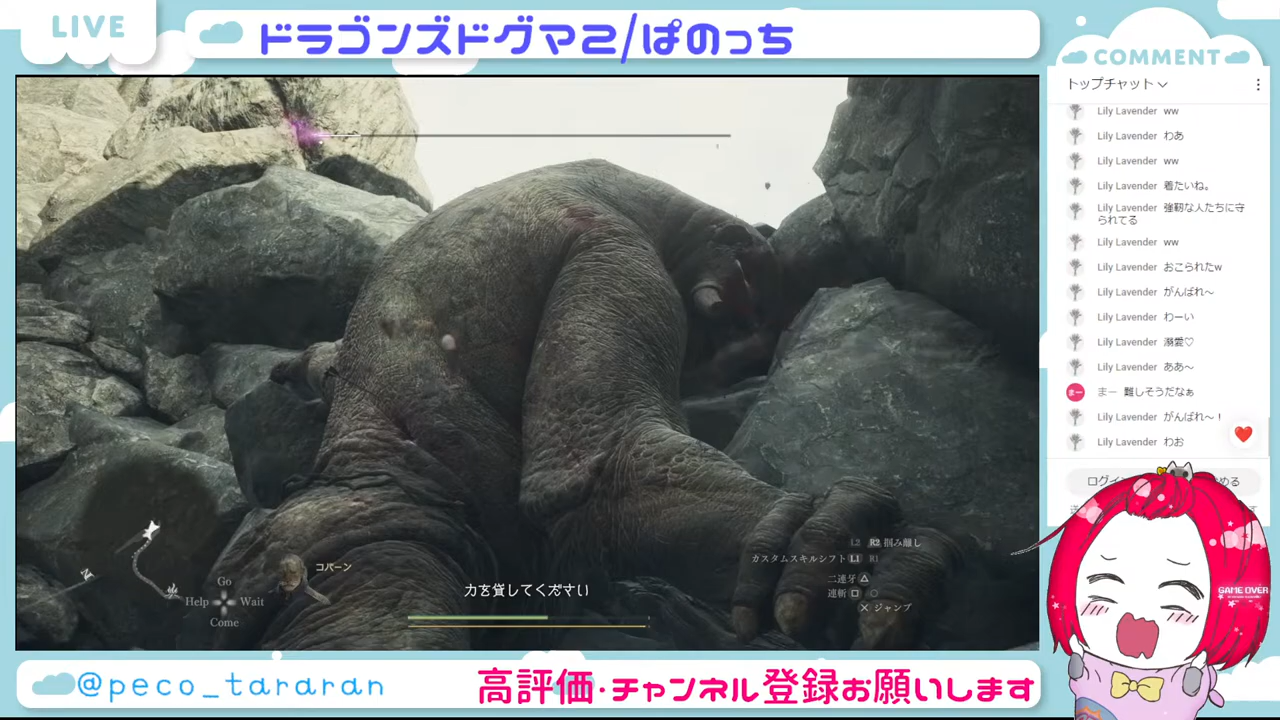 LIVE
ドラゴンズドグマ2/ぱのっち
COMMENT
トップチャット
Lily Lavender ww
Lily Lavender わあ
Lily Lavender ww
Lily Lavender 着たいね。
Lily Lavender 強靭な人たちに守
られてる
Lily Lavender ww
Lily Lavender おこられたw
Lily Lavender がんばれ～
Lily Lavender わーい
Lily Lavender 溺愛♡
Lily Lavender ああ～
まー まー 難しそうだなぁ
Lily Lavender がんばれ～！
Lily Lavender わお
ログイ
める
N
Go
Help Wait
Come
コパーン
力を貸してください
L2 R2 掴み離し
カスタムスキルシフト L1 R1
二連牙
連斬
ジャンプ
GAME OVER
@peco_tararan
高評価・チャンネル登録お願いします